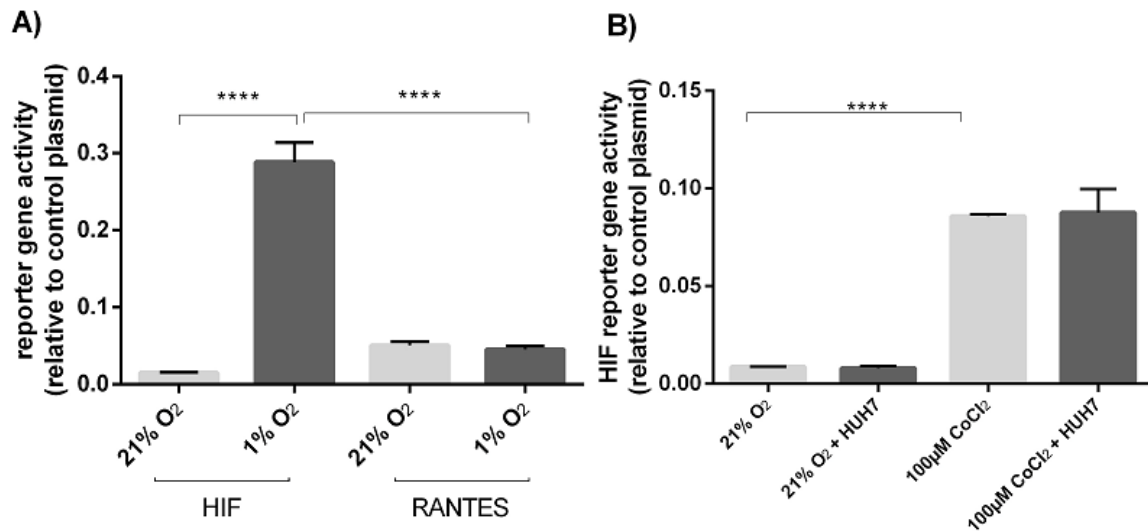 A)
reporter gene activity
(relative to control plasmid)
0.4
0.3
0.2
0.1
0.0
****
****
21% O₂
1% O₂
21% O₂
1% O₂
HIF
RANTES
B)
HIF reporter gene activity
(relative to control plasmid)
0.15
0.10
0.05
0.00
****
21% O₂
21% O₂ + HUH7
100µM CoCl₂
100µM CoCl₂ + HUH7